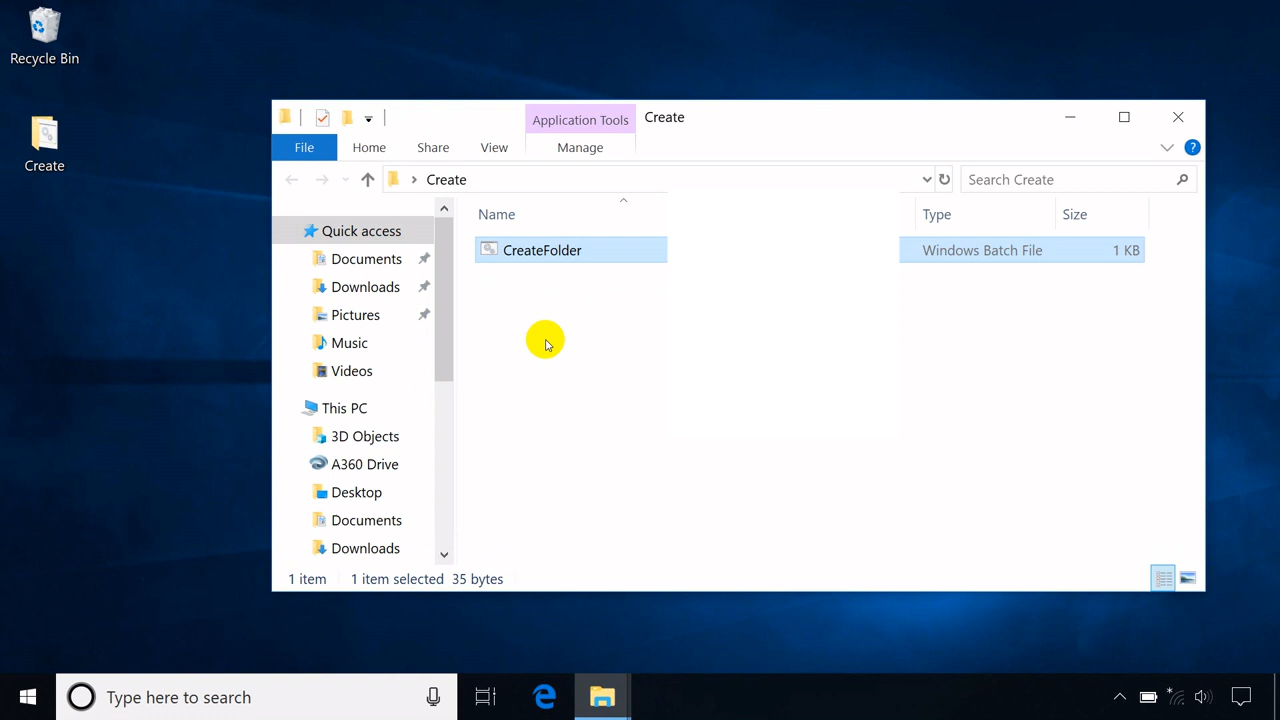 Recycle Bin
Create
Application Tools
Create
File
Home
Share
View
Manage
?
Create
Search Create
Name
Type
Size
CreateFolder
Windows Batch File
1 KB
Quick access
Documents
Downloads
Pictures
Music
Videos
This PC
3D Objects
A360 Drive
Desktop
Documents
Downloads
1 item
1 item selected
35 bytes
Type here to search